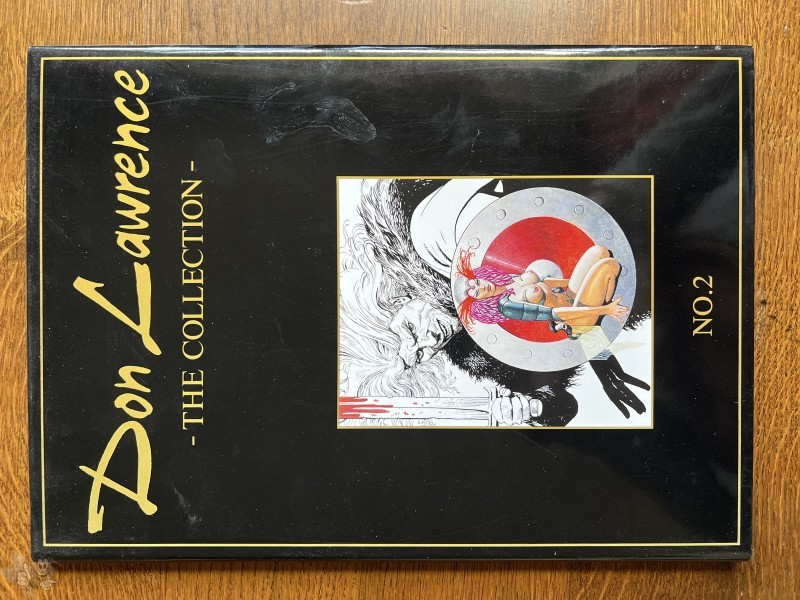 Don Lawrence
- THE COLLECTION -
NO.2